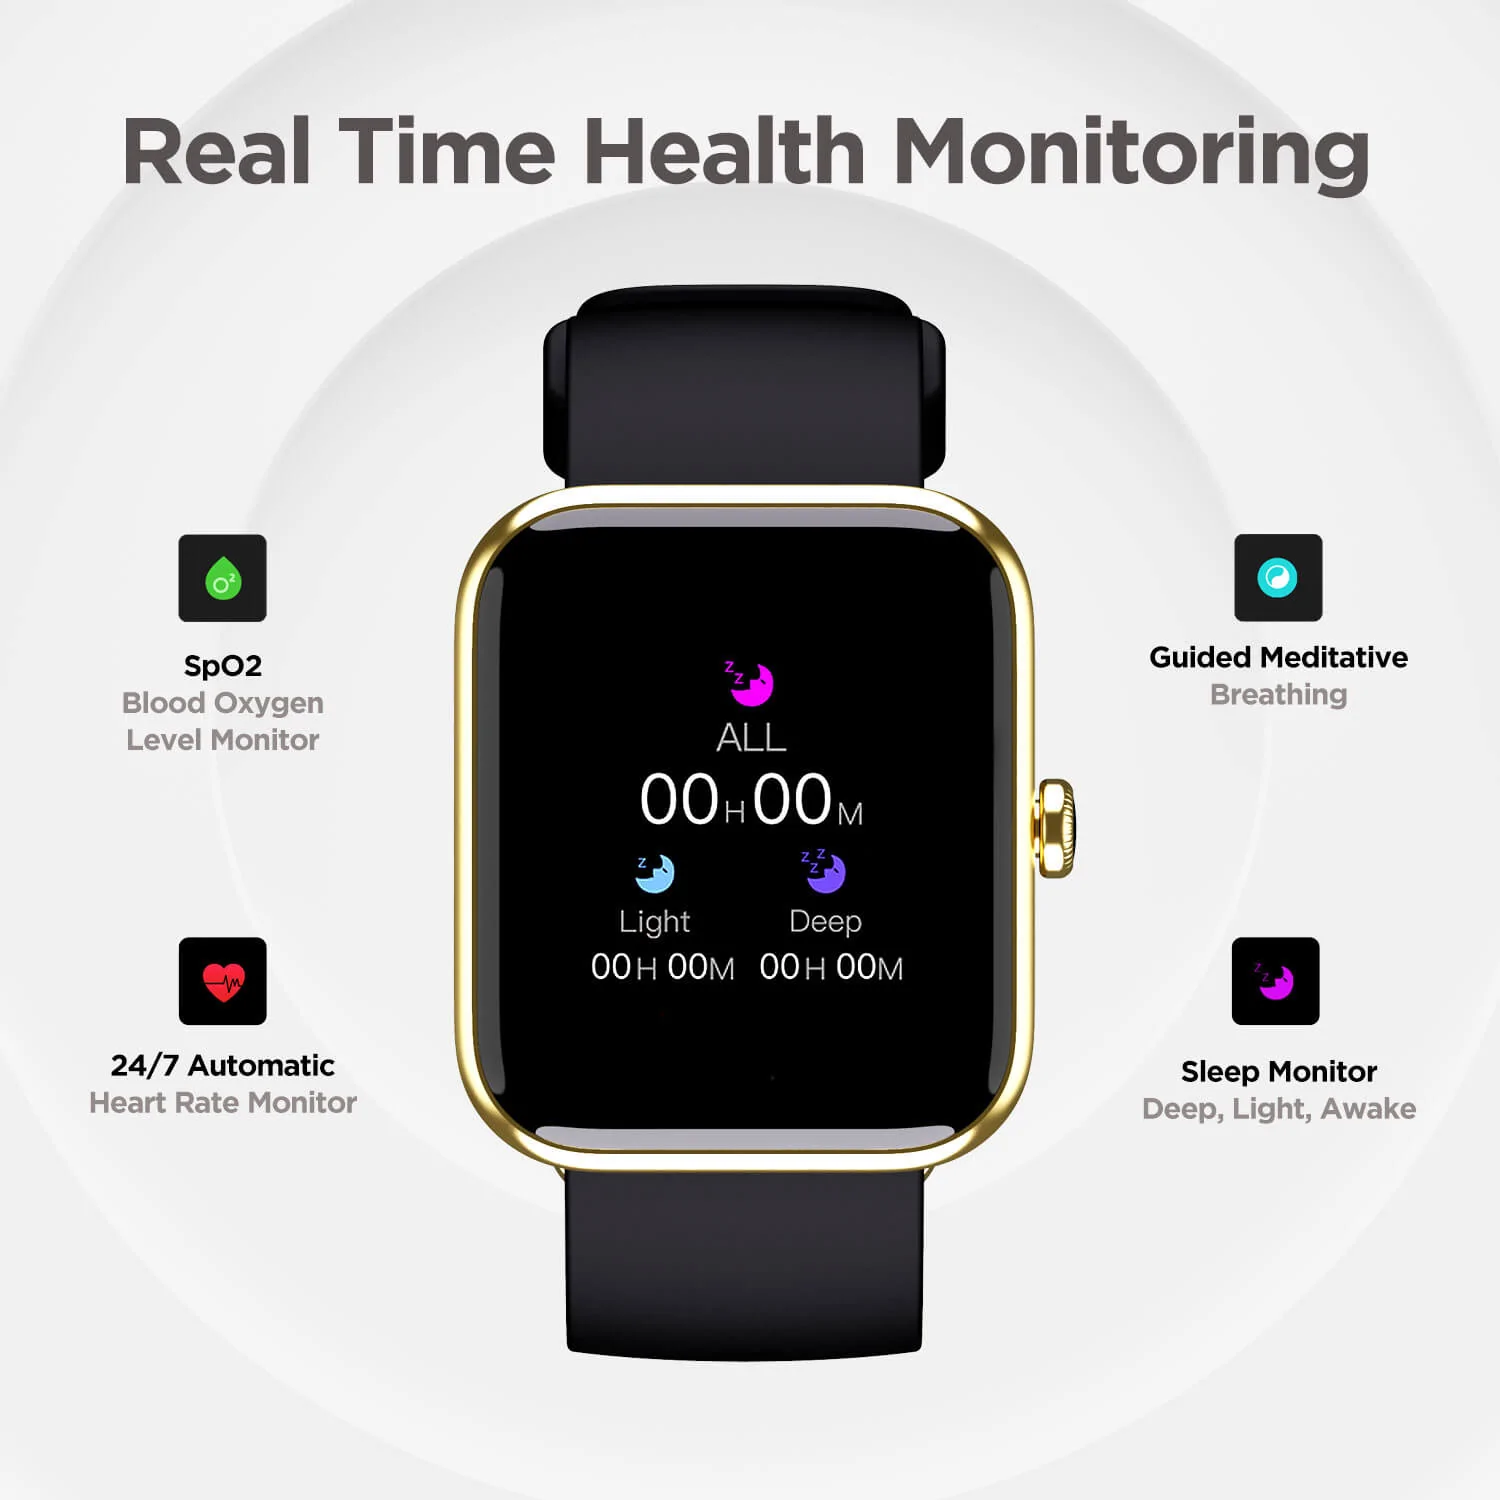 Real Time Health Monitoring
SpO2
Blood Oxygen
Level Monitor
24/7 Automatic
Heart Rate Monitor
Z
Z
ALL
00H00M
Z
Light
00H 00M
Z
Z
Z
Deep
00H 00M
Guided Meditative
Breathing
Sleep Monitor
Deep, Light, Awake
O2
Z
Z